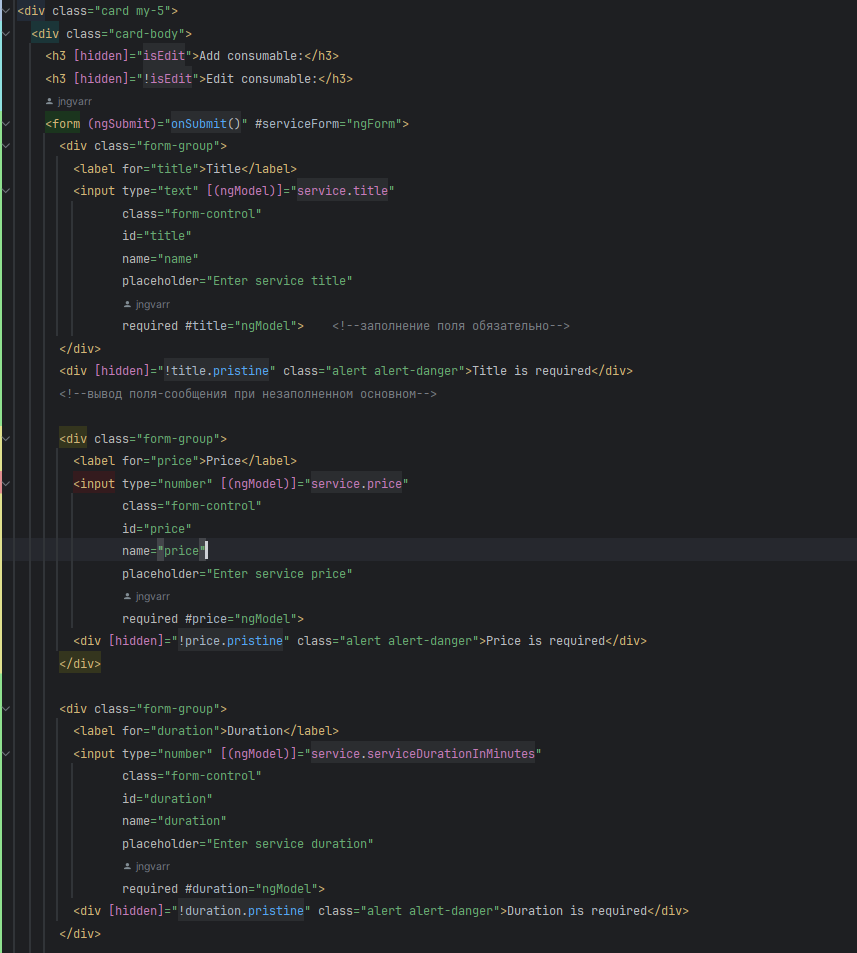 <div class="card my-5">
<div class="card-body">
<h3 [hidden]="isEdit">Add consumable:</h3>
<h3 [hidden]="!isEdit">Edit consumable:</h3>
jngvarr
<form (ngSubmit)="onSubmit()" #serviceForm="ngForm">
<div class="form-group">
<label for="title">Title</label>
<input type="text" [(ngModel)]="service.title"
class="form-control"
id="title"
name="name"
placeholder="Enter service title"
jngvarr
required #title="ngModel"> <!--заполнение поля обязательно-->
</div>
<div [hidden]="!title.pristine" class="alert alert-danger">Title is required</div>
<!--вывод поля-сообщения при незаполненном основном-->
<div class="form-group">
<label for="price">Price</label>
<input type="number" [(ngModel)]="service.price"
class="form-control"
id="price"
name="price"
placeholder="Enter service price"
jngvarr
required #price="ngModel">
<div [hidden]="!price.pristine" class="alert alert-danger">Price is required</div>
</div>
<div class="form-group">
<label for="duration">Duration</label>
<input type="number" [(ngModel)]="service.serviceDurationInMinutes"
class="form-control"
id="duration"
name="duration"
placeholder="Enter service duration"
jngvarr
required #duration="ngModel">
<div [hidden]="!duration.pristine" class="alert alert-danger">Duration is required</div>
</div>